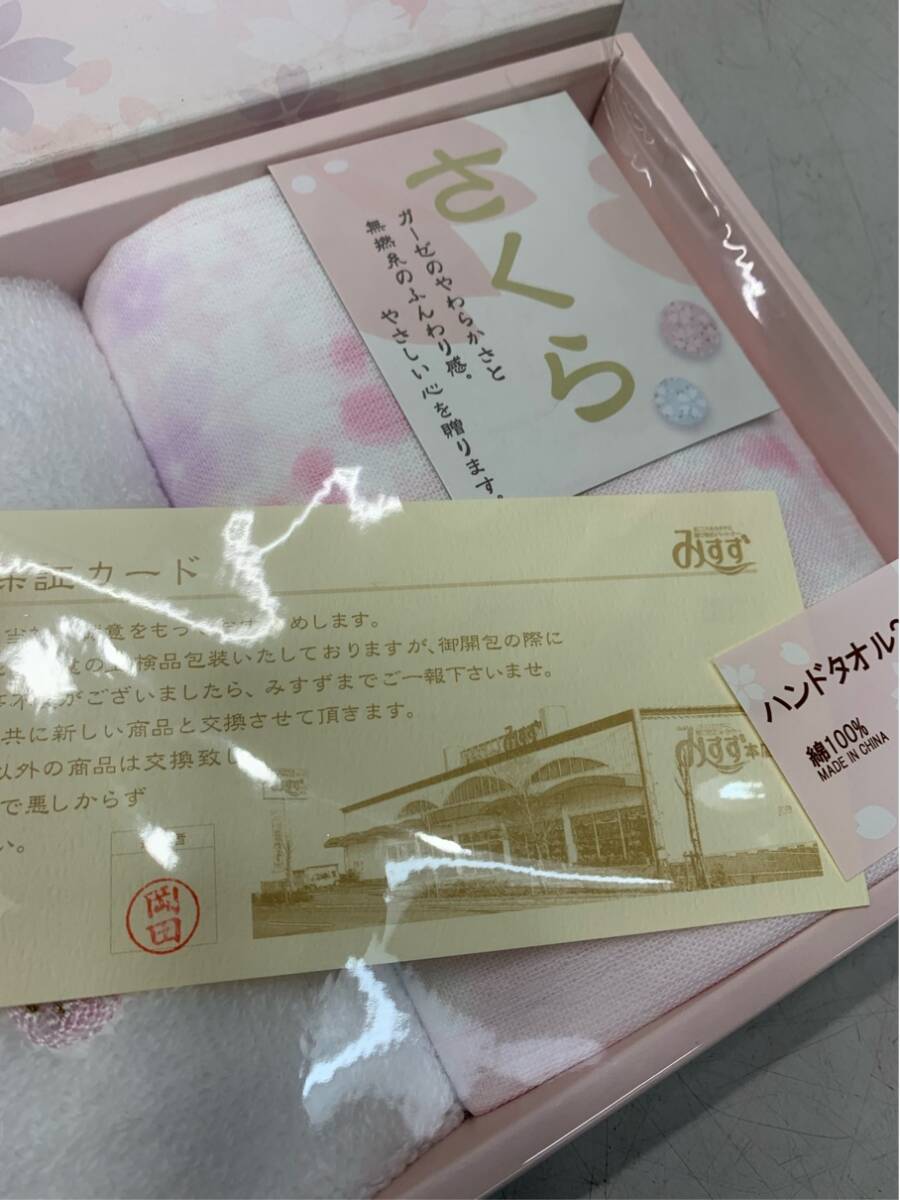 さくら
ガーゼのやわらかさと
無撚糸のふんわり感。
やさしい心を贈ります。
証カード
みすず
意をもって めします。
検品包装いたしておりますが、御開包の際に
がございましたら、みすずまでご一報下さいませ。
共に新しい商品と交換させて頂きます。
以外の商品は交換致し
で悪しからず
い。
岡田
みすず 本店
ハンドタオル
綿100%
MADE IN CHINA